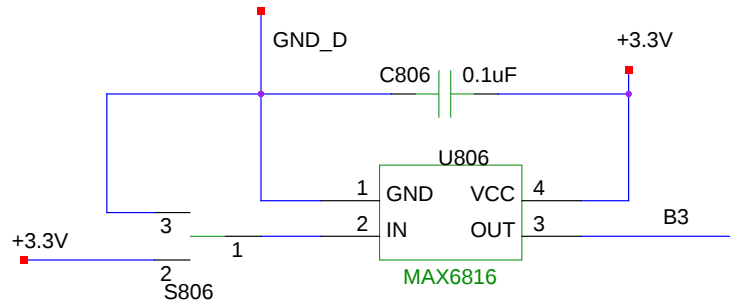 GND_D
+3.3V
C806
0.1uF
U806
1
GND
VCC
4
3
2
IN
OUT
3
B3
+3.3V
1
2
S806
MAX6816